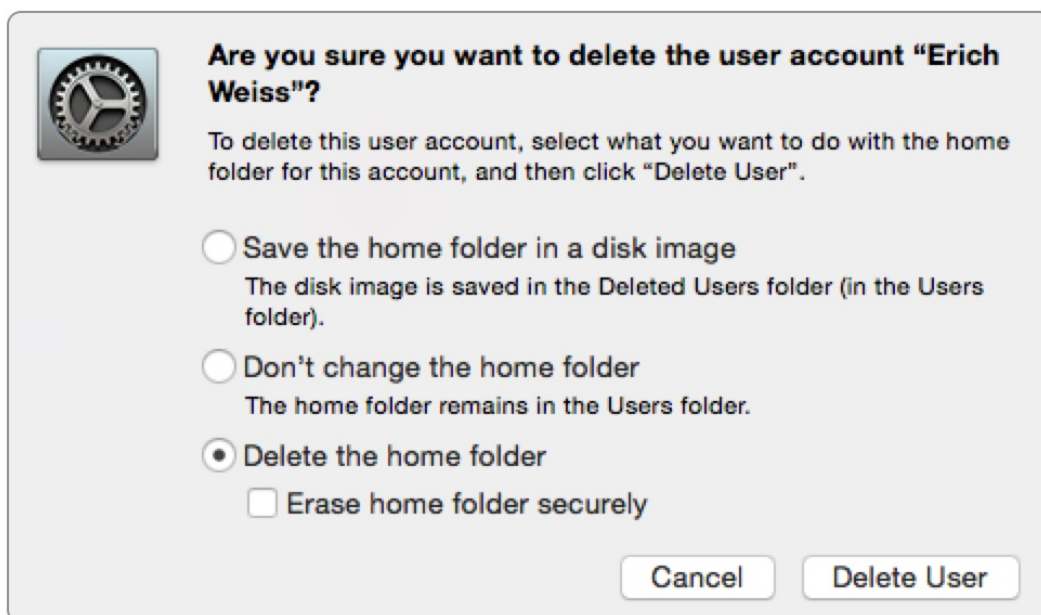 Are you sure you want to delete the user account “Erich
Weiss”?
To delete this user account, select what you want to do with the home
folder for this account, and then click “Delete User”.
Save the home folder in a disk image
The disk image is saved in the Deleted Users folder (in the Users
folder).
Don’t change the home folder
The home folder remains in the Users folder.
Delete the home folder
Erase home folder securely
Cancel
Delete User